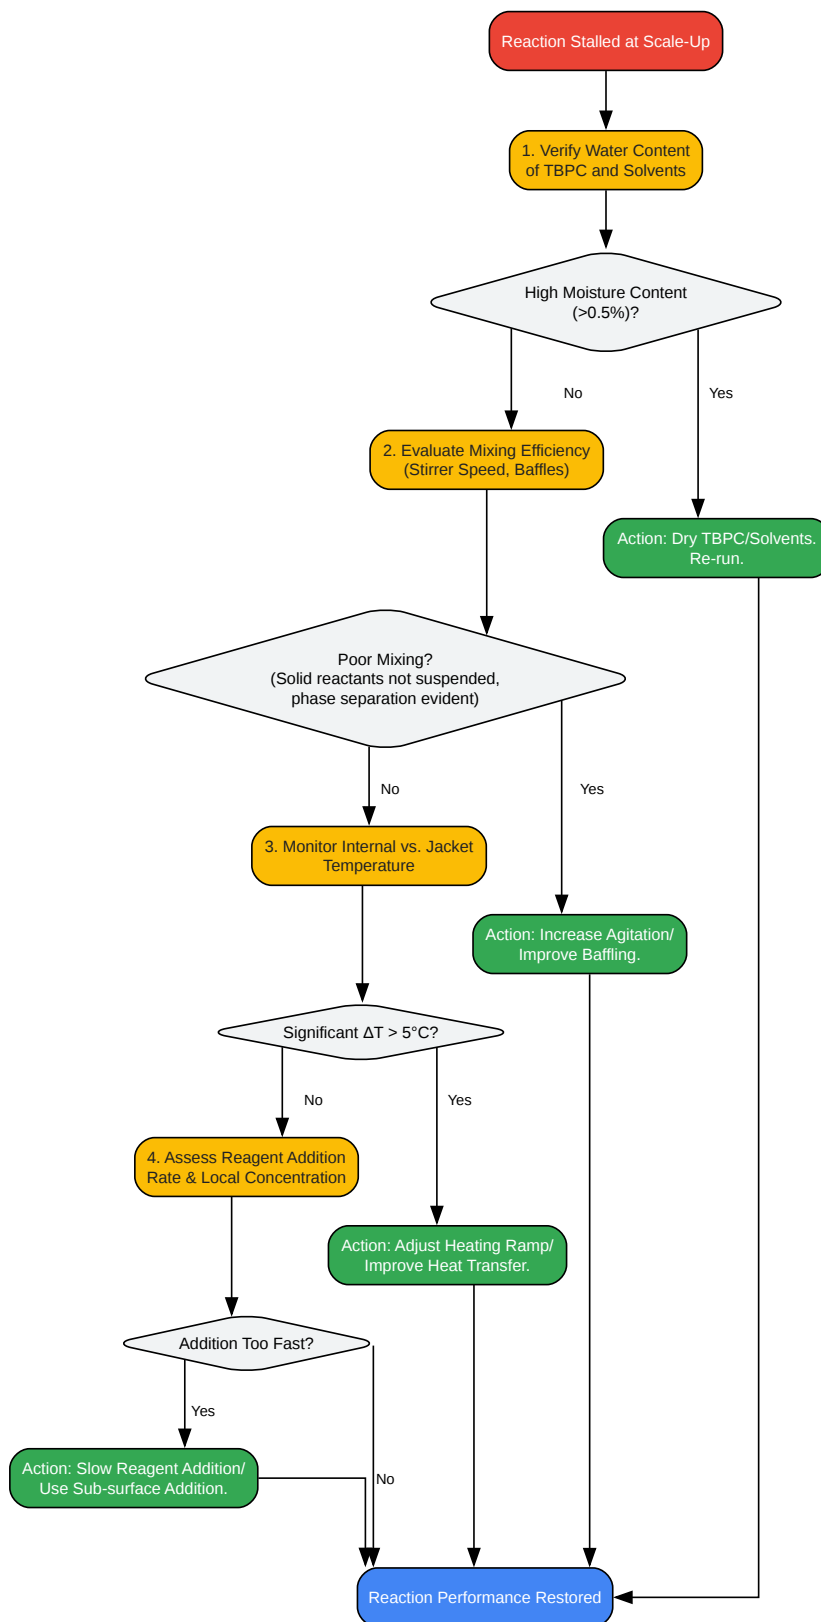 Reaction Stalled at Scale-Up
1. Verify Water Content
of TBPC and Solvents
High Moisture Content
(>0.5%)?
No
Yes
2. Evaluate Mixing Efficiency
(Stirrer Speed, Baffles)
Action: Dry TBPC/Solvents.
Re-run.
Poor Mixing?
(Solid reactants not suspended,
phase separation evident)
No
Yes
3. Monitor Internal vs. Jacket
Temperature
Action: Increase Agitation/
Improve Baffling.
Significant ΔT > 5°C?
No
Yes
4. Assess Reagent Addition
Rate & Local Concentration
Action: Adjust Heating Ramp/
Improve Heat Transfer.
Addition Too Fast?
Yes
Action: Slow Reagent Addition/
Use Sub-surface Addition.
No
Reaction Performance Restored